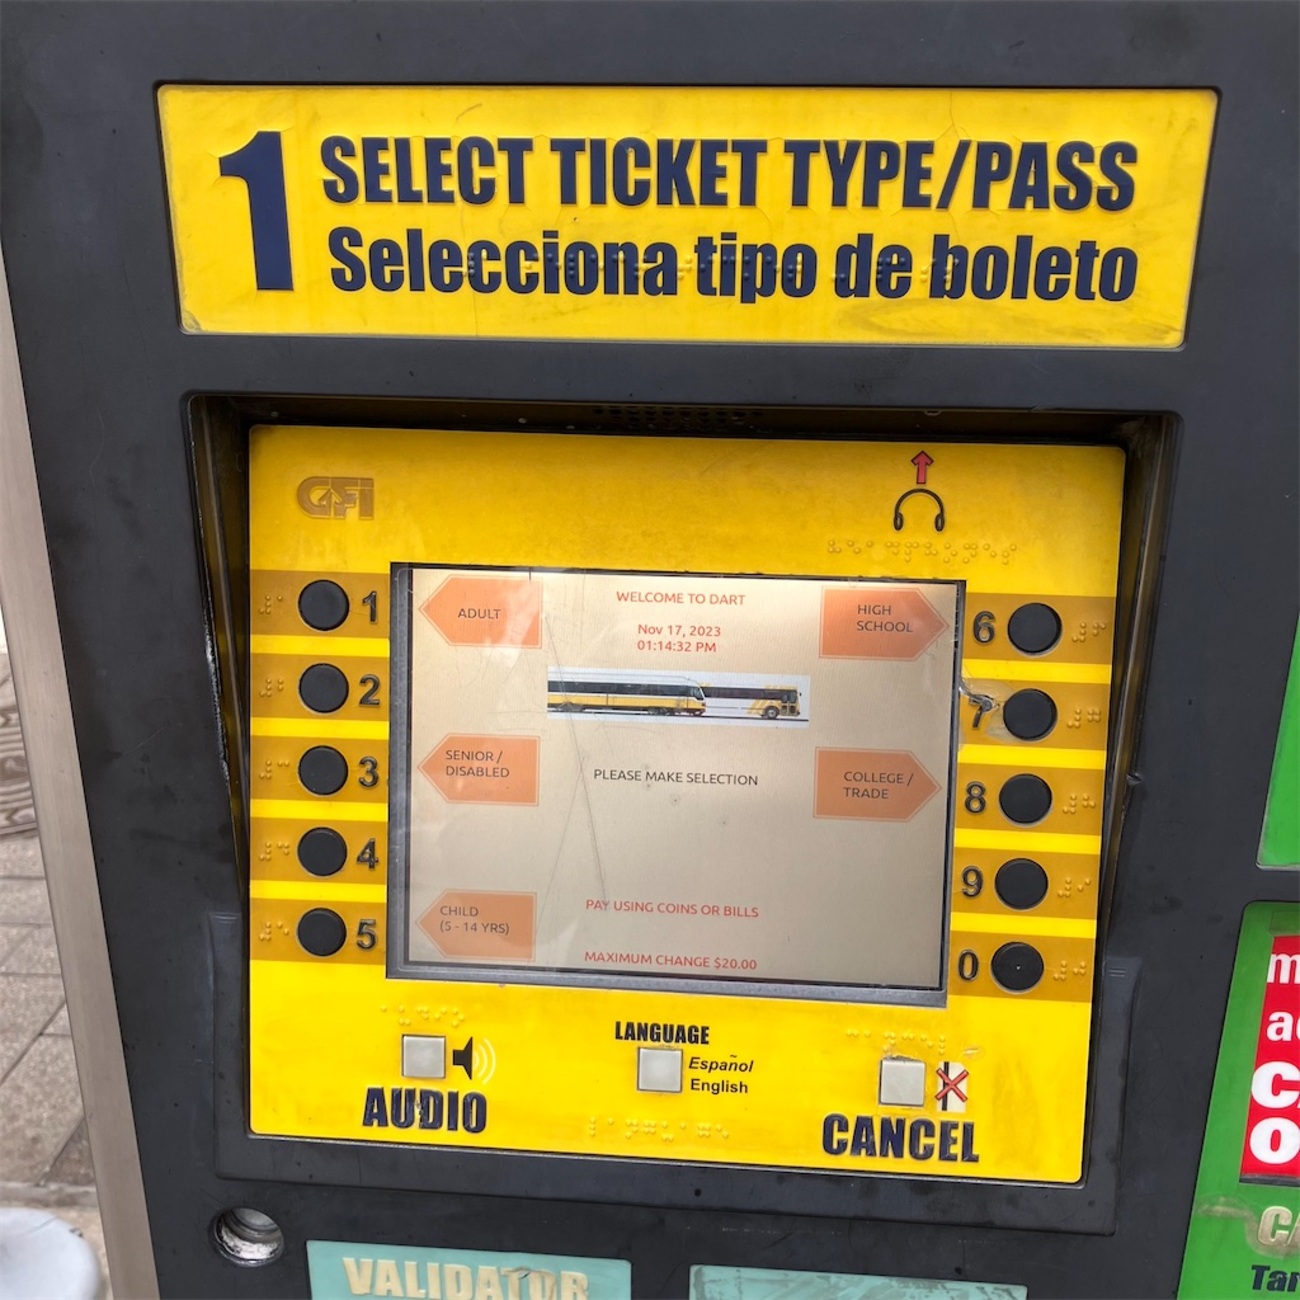 1 SELECT TICKET TYPE/PASS
Selecciona tipo de boleto
GFI
1
2
3
4
5
ADULT
SENIOR /
DISABLED
CHILD
(5 - 14 YRS)
WELCOME TO DART
Nov 17, 2023
01:14:32 PM
PLEASE MAKE SELECTION
PAY USING COINS OR BILLS
MAXIMUM CHANGE $20.00
HIGH
SCHOOL
COLLEGE /
TRADE
6
7
8
9
0
AUDIO
LANGUAGE
Español
English
CANCEL
VALIDATOR